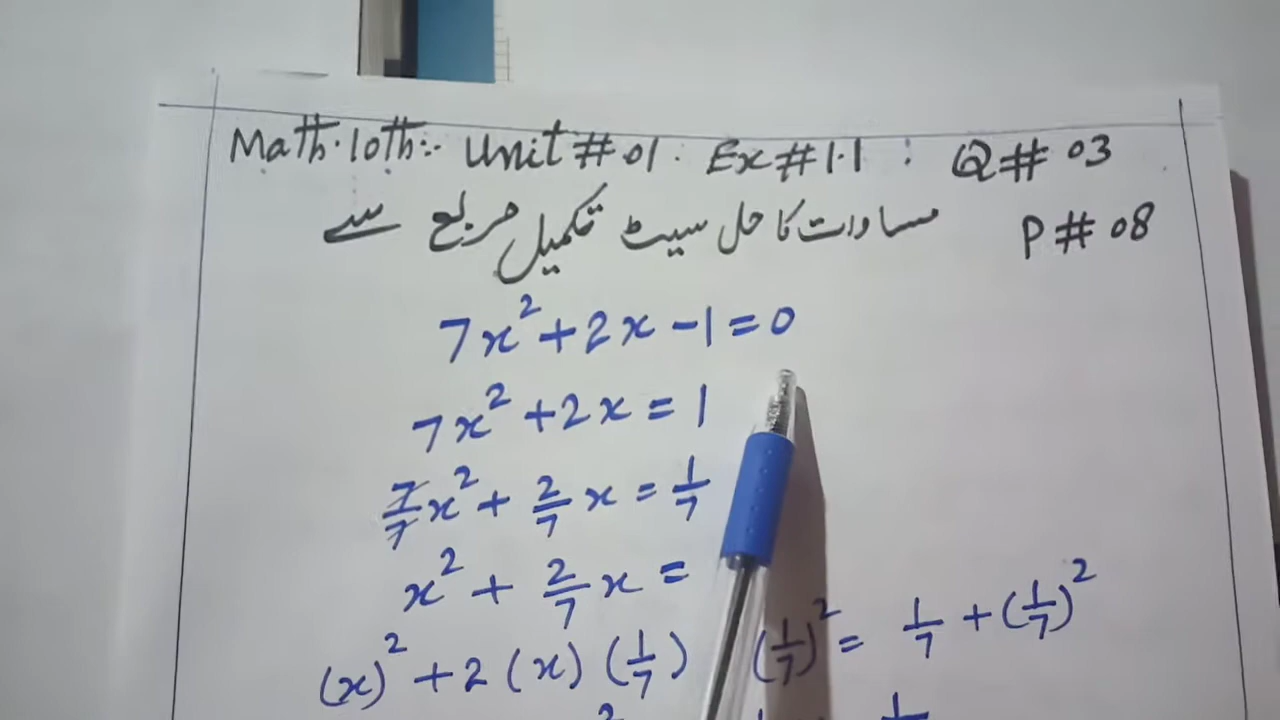 Math.10th:. Unit # 01. Ex # 1.1 : Q # 03
مساوات کا حل سیٹ تکمیل مربع سے P # 08
7x² + 2x - 1 = 0
7x² + 2x = 1
7/7 x² + 2/7 x = 1/7
x² + 2/7 x =
(x)² + 2(x)(1/7) (1/7)² = 1/7 + (1/7)²